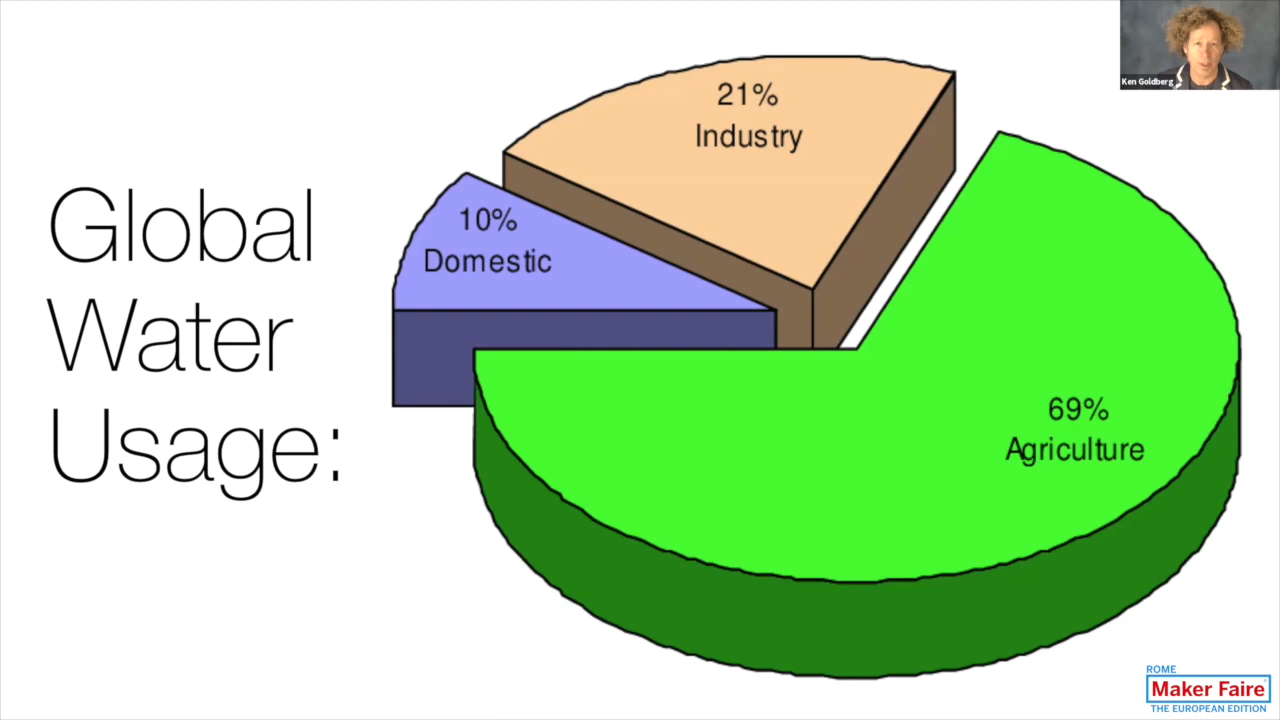 Global
Water
Usage:
21%
Industry
10%
Domestic
69%
Agriculture
Ken Goldberg
ROME
Maker Faire
THE EUROPEAN EDITION